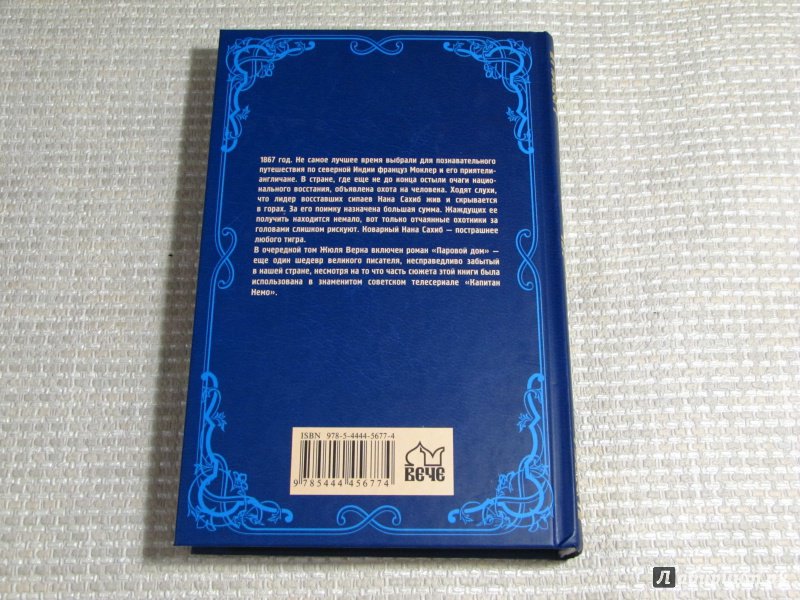 1867 год. Не самое лучшее время выбрали для познавательного
путешествия по северной Индии француз Моклер и его приятели-
англичане. В стране, где еще не до конца остыли очаги нацио-
нального восстания, объявлена охота на человека. Ходят слухи,
что лидер восставших сипаев Нана Сахиб жив и скрывается
в горах. За его поимку назначена большая сумма. Жаждущих ее
получить находится немало, вот только отчаянные охотники за
головами слишком рискуют. Коварный Нана Сахиб — пострашнее
любого тигра.
В очередной том Жюля Верна включен роман «Паровой дом» —
еще один шедевр великого писателя, несправедливо забытый
в нашей стране, несмотря на то что часть сюжета этой книги была
использована в знаменитом советском телесериале «Капитан
Немо».
ISBN 978-5-4444-5677-4
9 785444 456774
ВЕЧЕ